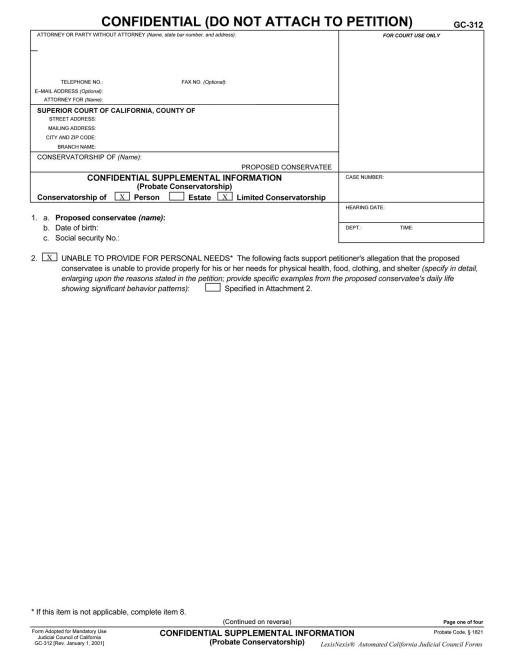 CONFIDENTIAL (DO NOT ATTACH TO PETITION)
GC-312
ATTORNEY OR PARTY WITHOUT ATTORNEY (Name, state bar number, and address):
FOR COURT USE ONLY
TELEPHONE NO.: FAX NO. (Optional):
E–MAIL ADDRESS (Optional):
ATTORNEY FOR (Name):
SUPERIOR COURT OF CALIFORNIA, COUNTY OF
STREET ADDRESS:
MAILING ADDRESS:
CITY AND ZIP CODE:
BRANCH NAME:
CONSERVATORSHIP OF (Name):
PROPOSED CONSERVATEE
CONFIDENTIAL SUPPLEMENTAL INFORMATION
(Probate Conservatorship)
Conservatorship of X Person Estate X Limited Conservatorship
CASE NUMBER:
HEARING DATE:
DEPT.: TIME:
1. a. Proposed conservatee (name):
b. Date of birth:
c. Social security No.:
2. X UNABLE TO PROVIDE FOR PERSONAL NEEDS* The following facts support petitioner's allegation that the proposed
conservatee is unable to provide properly for his or her needs for physical health, food, clothing, and shelter (specify in detail,
enlarging upon the reasons stated in the petition; provide specific examples from the proposed conservatee's daily life
showing significant behavior patterns): Specified in Attachment 2.
* If this item is not applicable, complete item 8.
(Continued on reverse)
Page one of four
Form Adopted for Mandatory Use
Judicial Council of California
GC-312 [Rev. January 1, 2001]
CONFIDENTIAL SUPPLEMENTAL INFORMATION
(Probate Conservatorship)
Probate Code, § 1821
LexisNexis® Automated California Judicial Council Forms